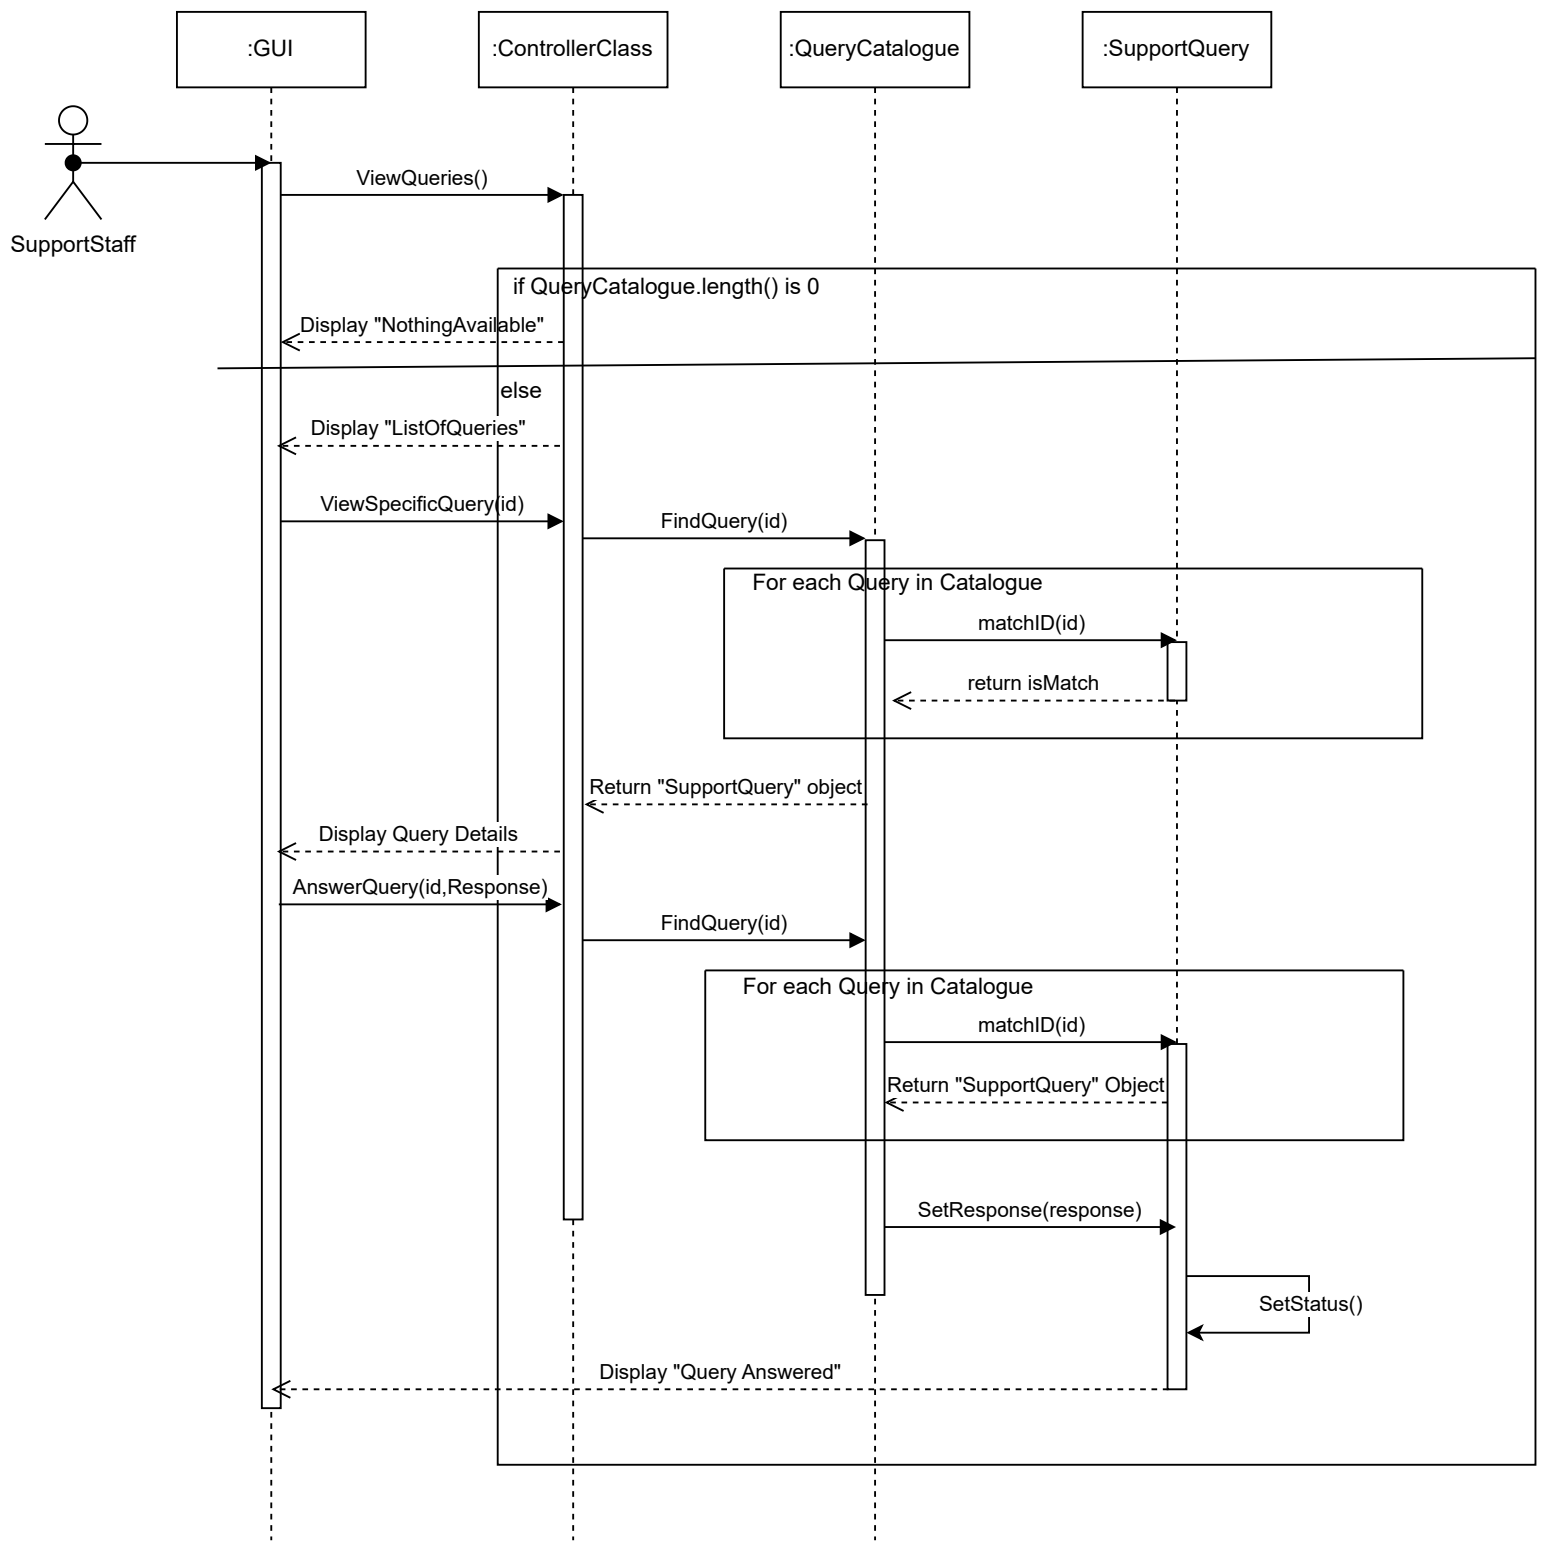 :GUI
:ControllerClass
:QueryCatalogue
:SupportQuery
SupportStaff
ViewQueries()
if QueryCatalogue.length() is 0
Display "NothingAvailable"
else
Display "ListOfQueries"
ViewSpecificQuery(id)
FindQuery(id)
For each Query in Catalogue
matchID(id)
return isMatch
Return "SupportQuery" object
Display Query Details
AnswerQuery(id,Response)
FindQuery(id)
For each Query in Catalogue
matchID(id)
Return "SupportQuery" Object
SetResponse(response)
SetStatus()
Display "Query Answered"